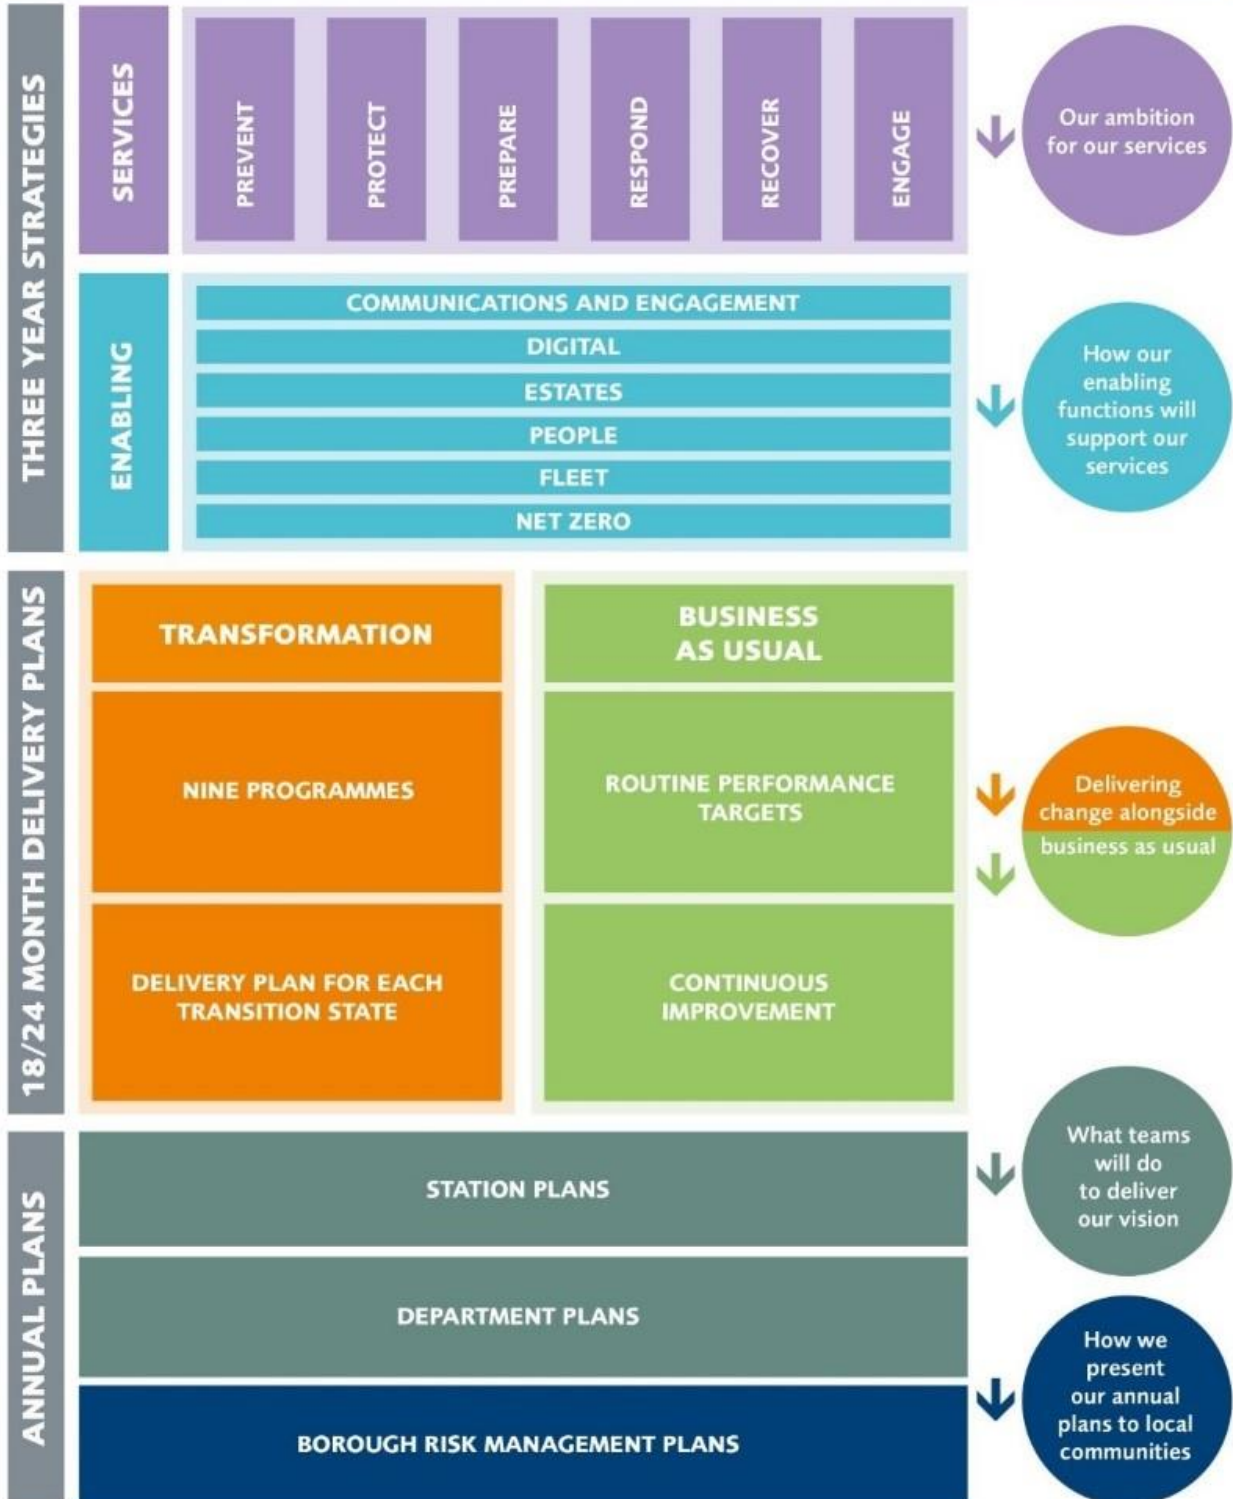 THREE YEAR STRATEGIES
SERVICES
PREVENT
PROTECT
PREPARE
RESPOND
RECOVER
ENGAGE
Our ambition
for our services
ENABLING
COMMUNICATIONS AND ENGAGEMENT
DIGITAL
ESTATES
PEOPLE
FLEET
NET ZERO
How our
enabling
functions will
support our
services
18/24 MONTH DELIVERY PLANS
TRANSFORMATION
NINE PROGRAMMES
DELIVERY PLAN FOR EACH
TRANSITION STATE
BUSINESS
AS USUAL
ROUTINE PERFORMANCE
TARGETS
CONTINUOUS
IMPROVEMENT
Delivering
change alongside
business as usual
ANNUAL PLANS
STATION PLANS
DEPARTMENT PLANS
What teams
will do
to deliver
our vision
BOROUGH RISK MANAGEMENT PLANS
How we
present
our annual
plans to local
communities